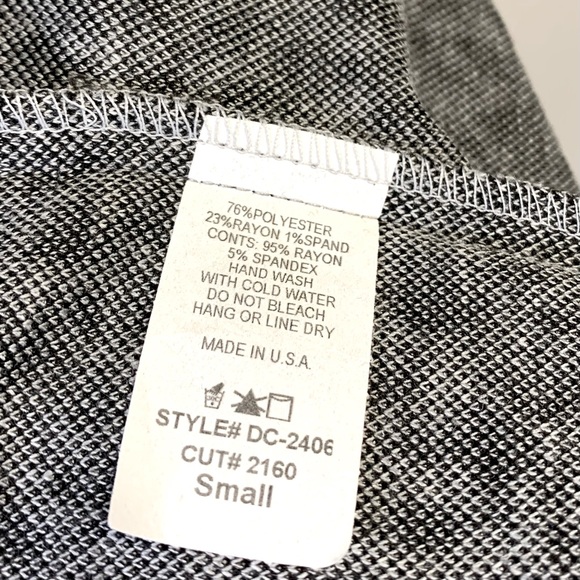 76%POLYESTER
23%RAYON 1%SPAND
CONTS: 95% RAYON
5% SPANDEX
HAND WASH
WITH COLD WATER
DO NOT BLEACH
HANG OR LINE DRY
MADE IN U.S.A.
STYLE# DC-2406
CUT# 2160
Small